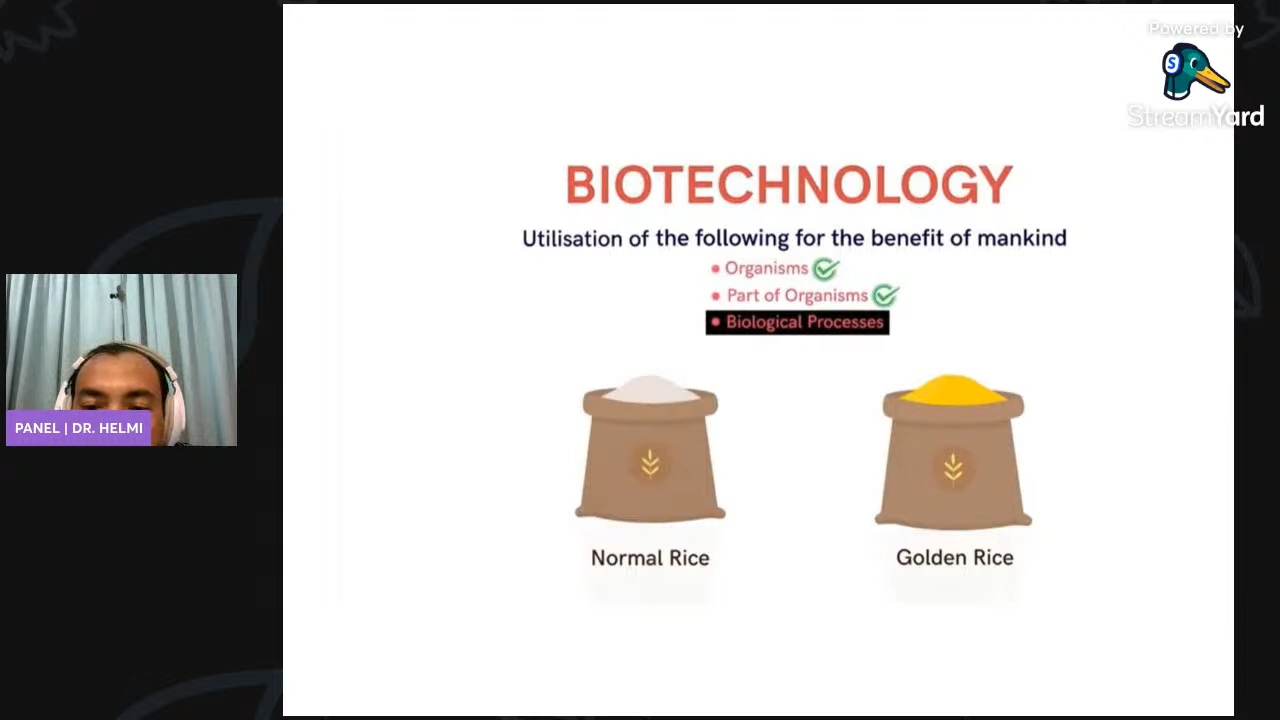 Powered by
StreamYard
BIOTECHNOLOGY
Utilisation of the following for the benefit of mankind
• Organisms
• Part of Organisms
• Biological Processes
PANEL | DR. HELMI
Normal Rice
Golden Rice